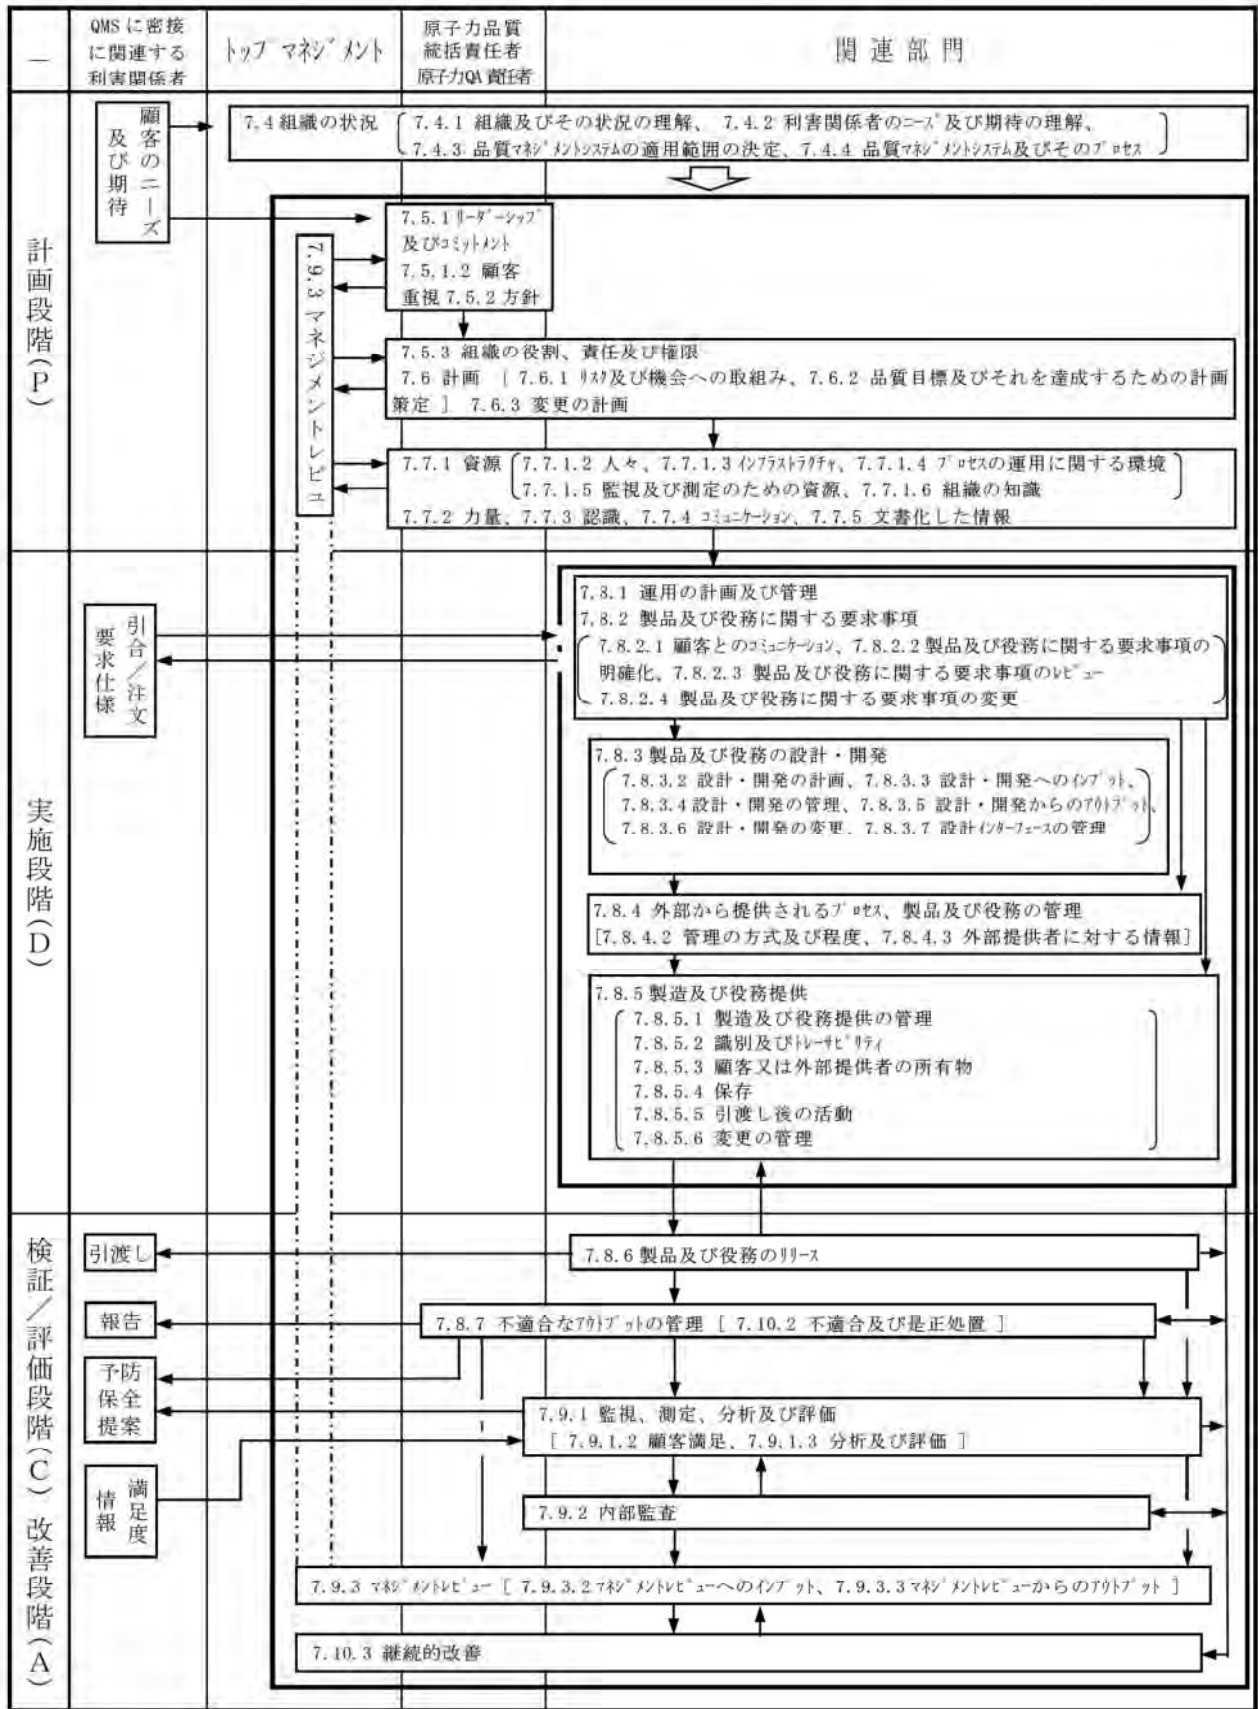 －
QMSに密接
に関連する
利害関係者
トップマネジメント
原子力品質
統括責任者
原子力QA責任者
関連部門
計画段階(P)
顧客のニーズ
及び期待
7.4組織の状況
7.4.1 組織及びその状況の理解、7.4.2 利害関係者のニーズ及び期待の理解、
7.4.3 品質マネジメントシステムの適用範囲の決定、7.4.4 品質マネジメントシステム及びそのプロセス
7.9.3マネジメントレビュ
7.5.1リーダーシップ
及びコミットメント
7.5.1.2 顧客
重視7.5.2 方針
7.5.3 組織の役割、責任及び権限
7.6 計画 [ 7.6.1 リスク及び機会への取組み、7.6.2 品質目標及びそれを達成するための計画
策定 ] 7.6.3 変更の計画
7.7.1 資源
7.7.1.2 人々、7.7.1.3 インフラストラクチャ、7.7.1.4 プロセスの運用に関する環境
7.7.1.5 監視及び測定のための資源、7.7.1.6 組織の知識
7.7.2 力量、7.7.3 認識、7.7.4 コミュニケーション、7.7.5 文書化した情報
実施段階(D)
引合／注文
要求仕様
7.8.1 運用の計画及び管理
7.8.2 製品及び役務に関する要求事項
7.8.2.1 顧客とのコミュニケーション、7.8.2.2製品及び役務に関する要求事項の
明確化、7.8.2.3 製品及び役務に関する要求事項のレビュー
7.8.2.4 製品及び役務に関する要求事項の変更
7.8.3製品及び役務の設計・開発
7.8.3.2 設計・開発の計画、7.8.3.3 設計・開発へのインプット、
7.8.3.4設計・開発の管理、7.8.3.5 設計・開発からのアウトプット、
7.8.3.6 設計・開発の変更、7.8.3.7 設計インターフェースの管理
7.8.4 外部から提供されるプロセス、製品及び役務の管理
[7.8.4.2 管理の方式及び程度、7.8.4.3 外部提供者に対する情報]
7.8.5製造及び役務提供
7.8.5.1 製造及び役務提供の管理
7.8.5.2 識別及びトレーサビリティ
7.8.5.3 顧客又は外部提供者の所有物
7.8.5.4 保存
7.8.5.5 引渡し後の活動
7.8.5.6 変更の管理
検証／評価段階(C) 改善段階(A)
引渡し
7.8.6製品及び役務のリリース
報告
7.8.7 不適合なアウトプットの管理 [ 7.10.2 不適合及び是正処置 ]
予防
保全
提案
7.9.1 監視、測定、分析及び評価
[ 7.9.1.2 顧客満足、7.9.1.3 分析及び評価 ]
満足度
情報
7.9.2 内部監査
7.9.3 マネジメントレビュー [ 7.9.3.2マネジメントレビューへのインプット、7.9.3.3マネジメントレビューからのアウトプット ]
7.10.3 継続的改善